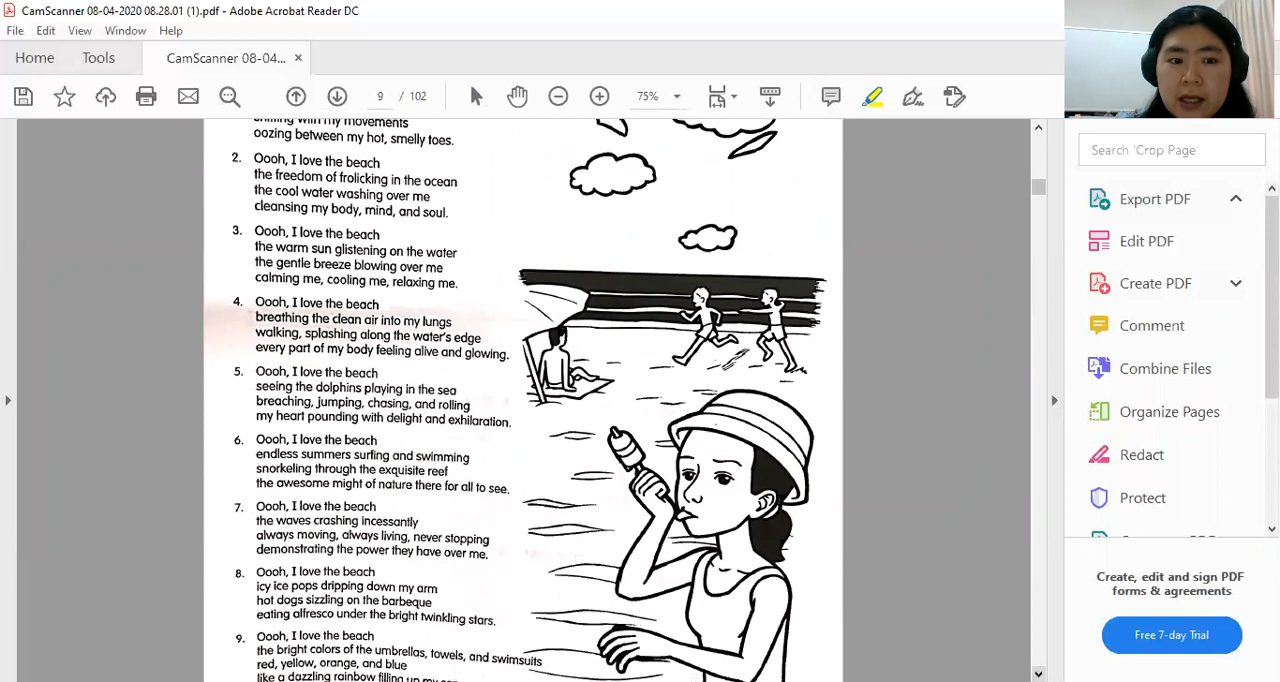 CamScanner 08-04-2020 08.28.01 (1).pdf - Adobe Acrobat Reader DC
File Edit View Window Help
Home Tools CamScanner 08-04... ×
9 / 102 75%
shifting with my movements
oozing between my hot, smelly toes.
2. Oooh, I love the beach
the freedom of frolicking in the ocean
the cool water washing over me
cleansing my body, mind, and soul.
3. Oooh, I love the beach
the warm sun glistening on the water
the gentle breeze blowing over me
calming me, cooling me, relaxing me.
4. Oooh, I love the beach
breathing the clean air into my lungs
walking, splashing along the water's edge
every part of my body feeling alive and glowing.
5. Oooh, I love the beach
seeing the dolphins playing in the sea
breaching, jumping, chasing, and rolling
my heart pounding with delight and exhilaration.
6. Oooh, I love the beach
endless summers surfing and swimming
snorkeling through the exquisite reef
the awesome might of nature there for all to see.
7. Oooh, I love the beach
the waves crashing incessantly
always moving, always living, never stopping
demonstrating the power they have over me.
8. Oooh, I love the beach
icy ice pops dripping down my arm
hot dogs sizzling on the barbeque
eating alfresco under the bright twinkling stars.
9. Oooh, I love the beach
the bright colors of the umbrellas, towels, and swimsuits
red, yellow, orange, and blue
like a dazzling rainbow filling up my
Search 'Crop Page'
Export PDF
Edit PDF
Create PDF
Comment
Combine Files
Organize Pages
Redact
Protect
Create, edit and sign PDF
forms & agreements
Free 7-day Trial